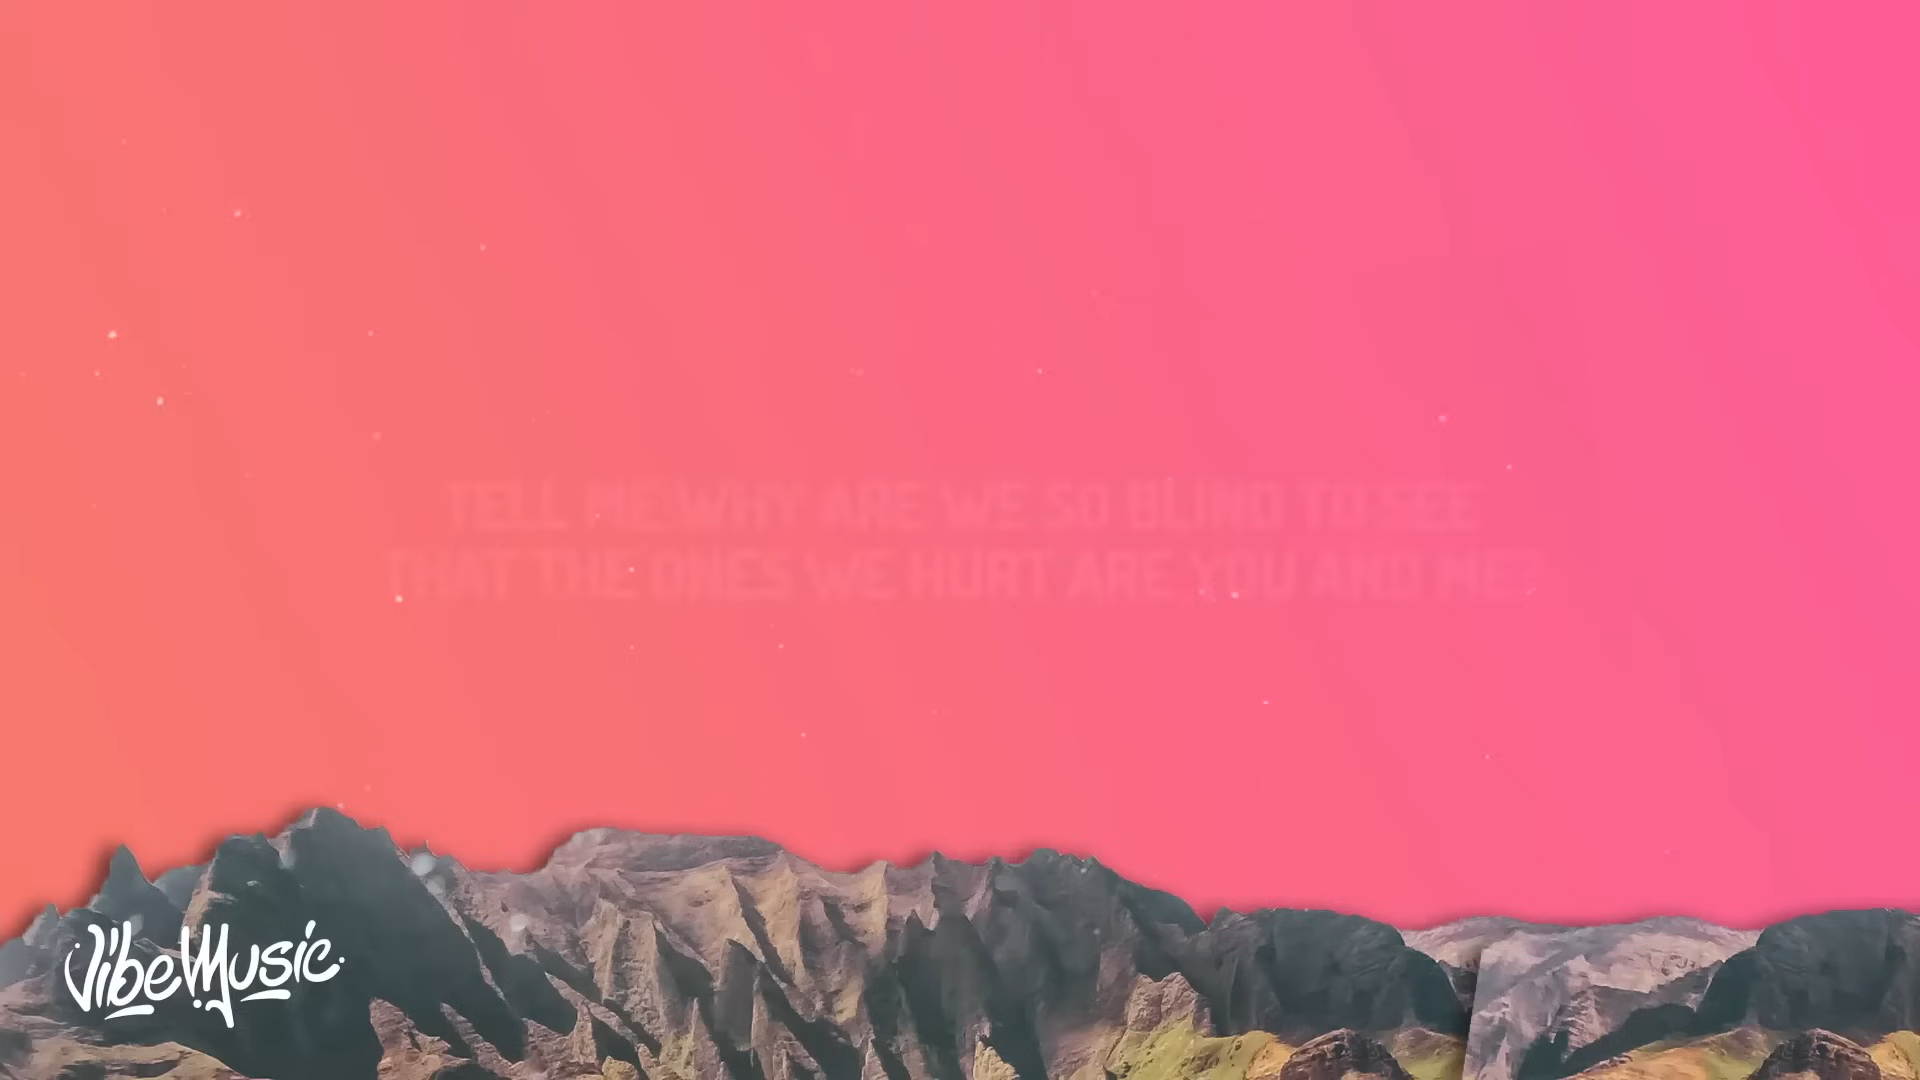 TELL ME WHY ARE WE SO BLIND TO SEE
THAT THE ONES WE HURT ARE YOU AND ME?
VibeMusic.